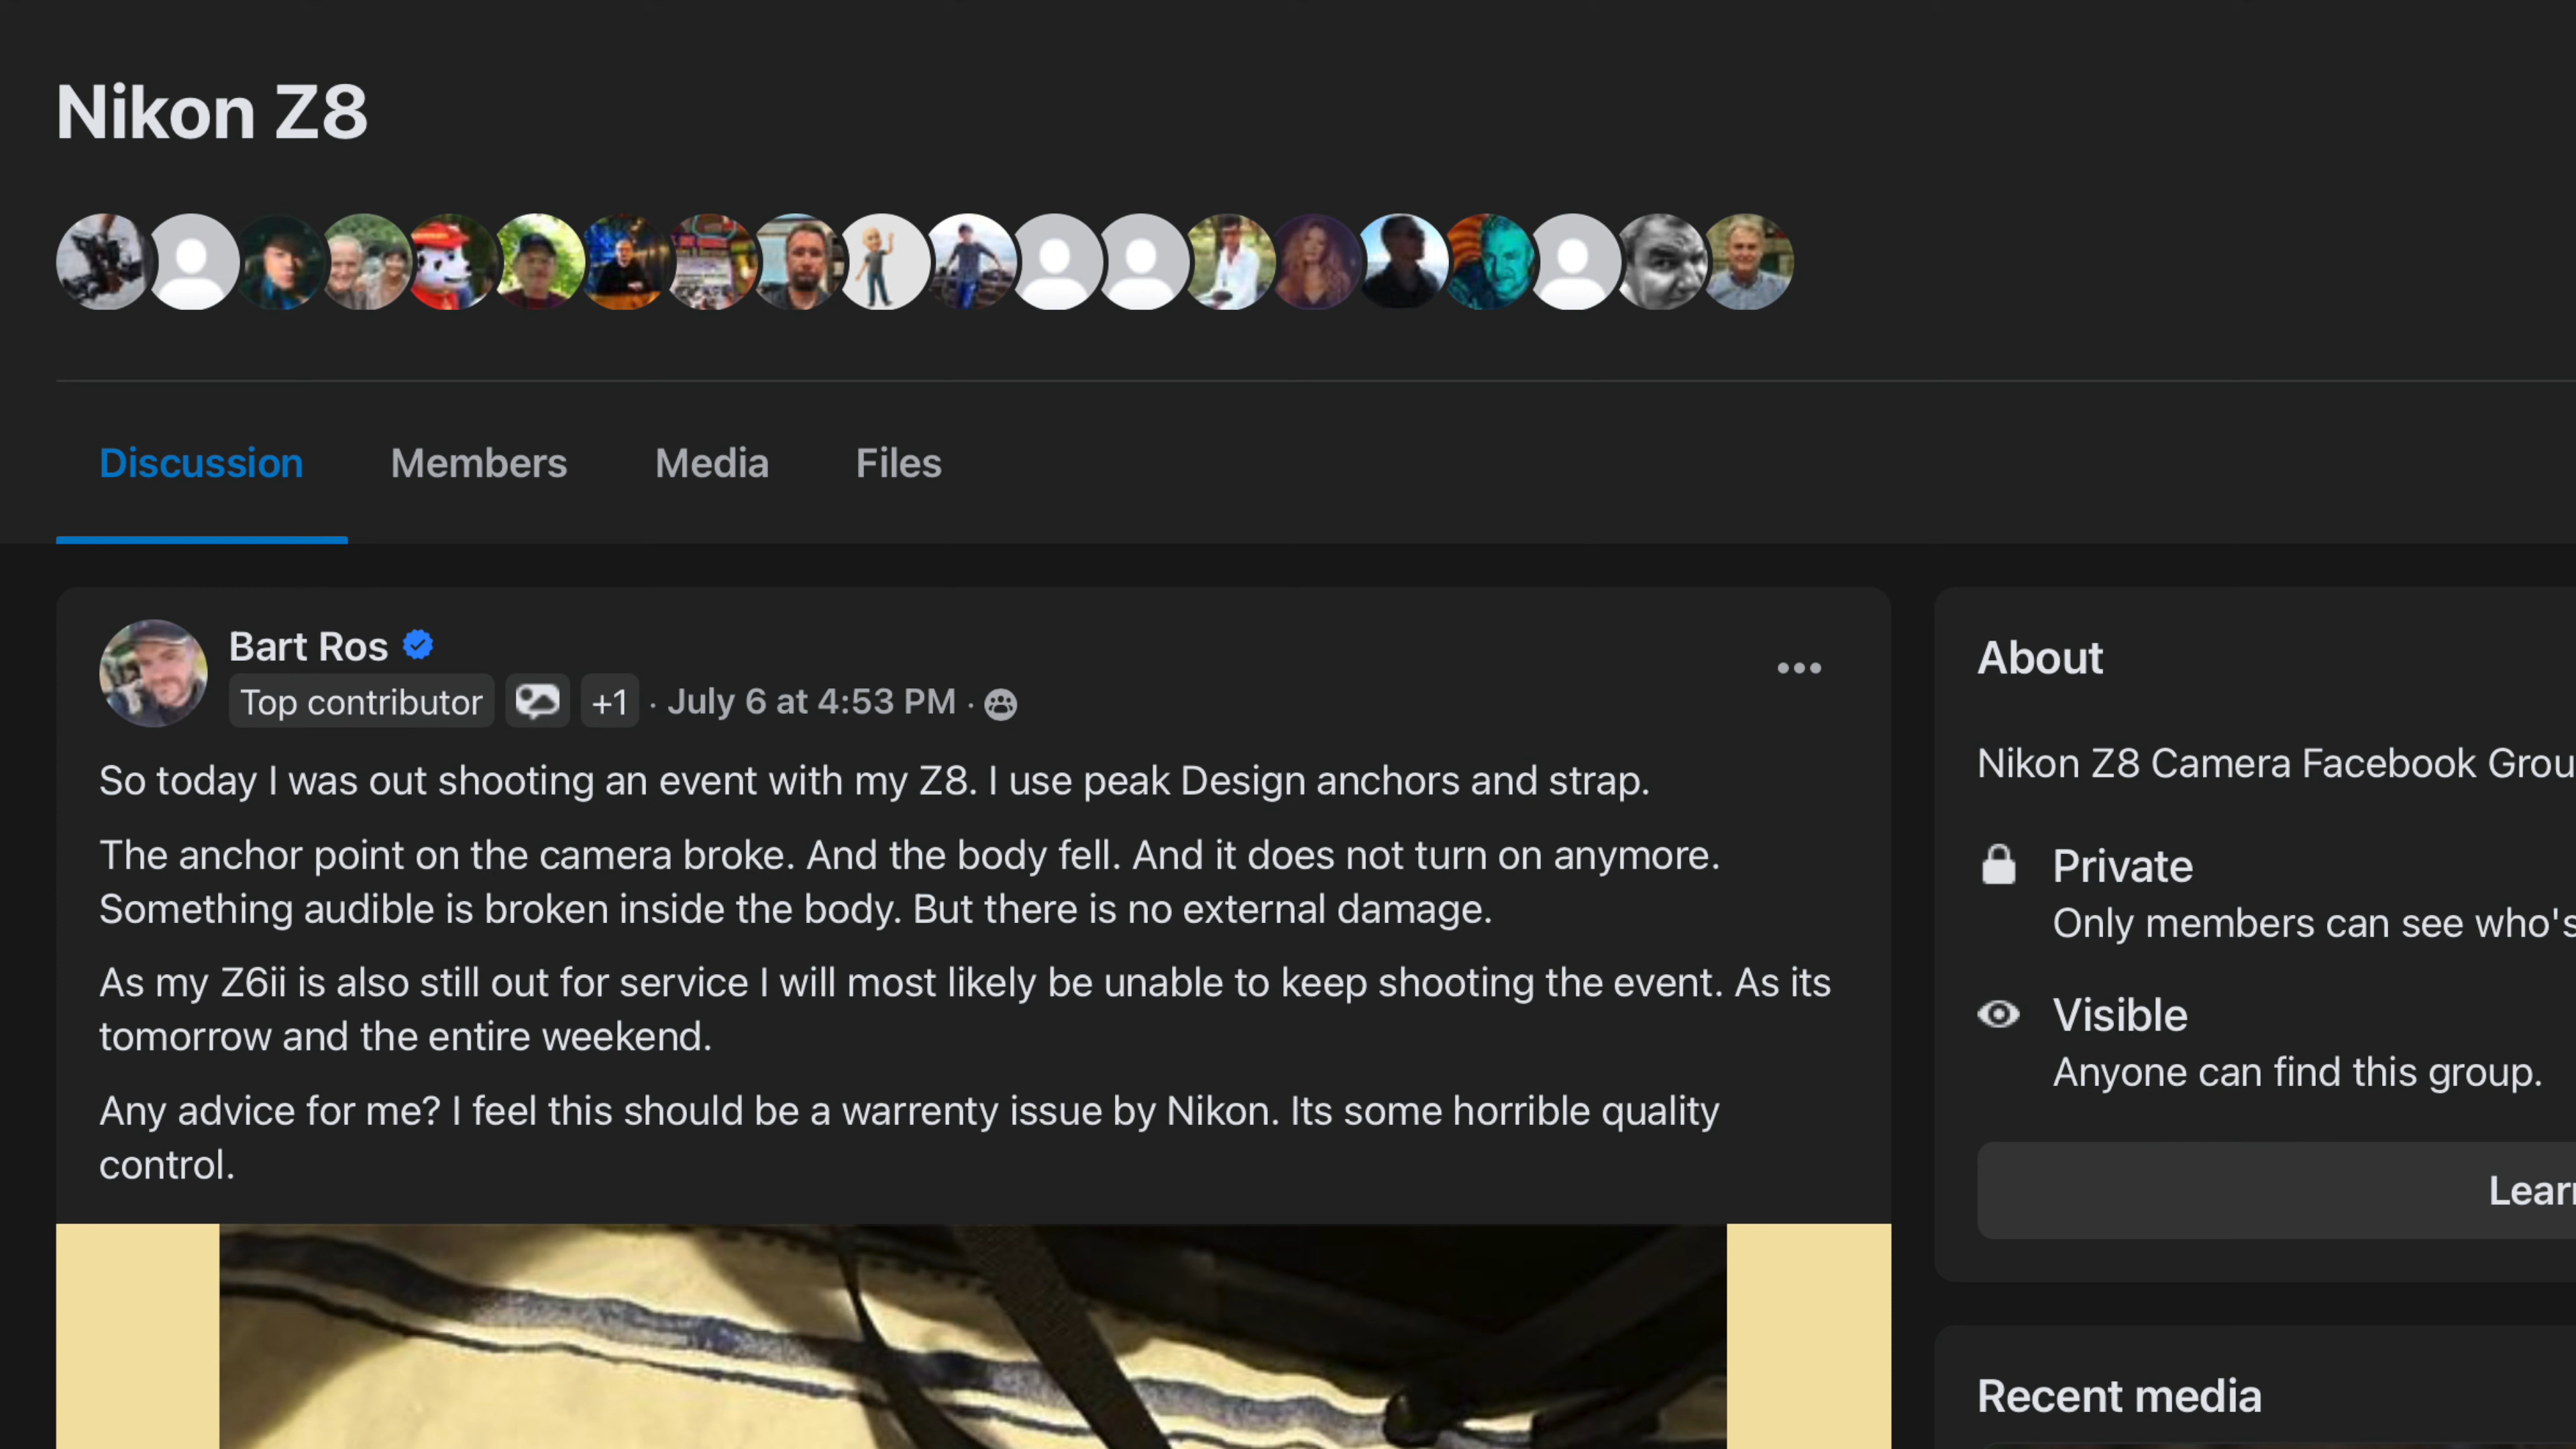 Nikon Z8
Discussion Members Media Files
Bart Ros
Top contributor +1 · July 6 at 4:53 PM ·
So today I was out shooting an event with my Z8. I use peak Design anchors and strap.
The anchor point on the camera broke. And the body fell. And it does not turn on anymore.
Something audible is broken inside the body. But there is no external damage.
As my Z6ii is also still out for service I will most likely be unable to keep shooting the event. As its
tomorrow and the entire weekend.
Any advice for me? I feel this should be a warrenty issue by Nikon. Its some horrible quality
control.
About
Nikon Z8 Camera Facebook Grou
Private
Only members can see who's
Visible
Anyone can find this group.
Lear
Recent media